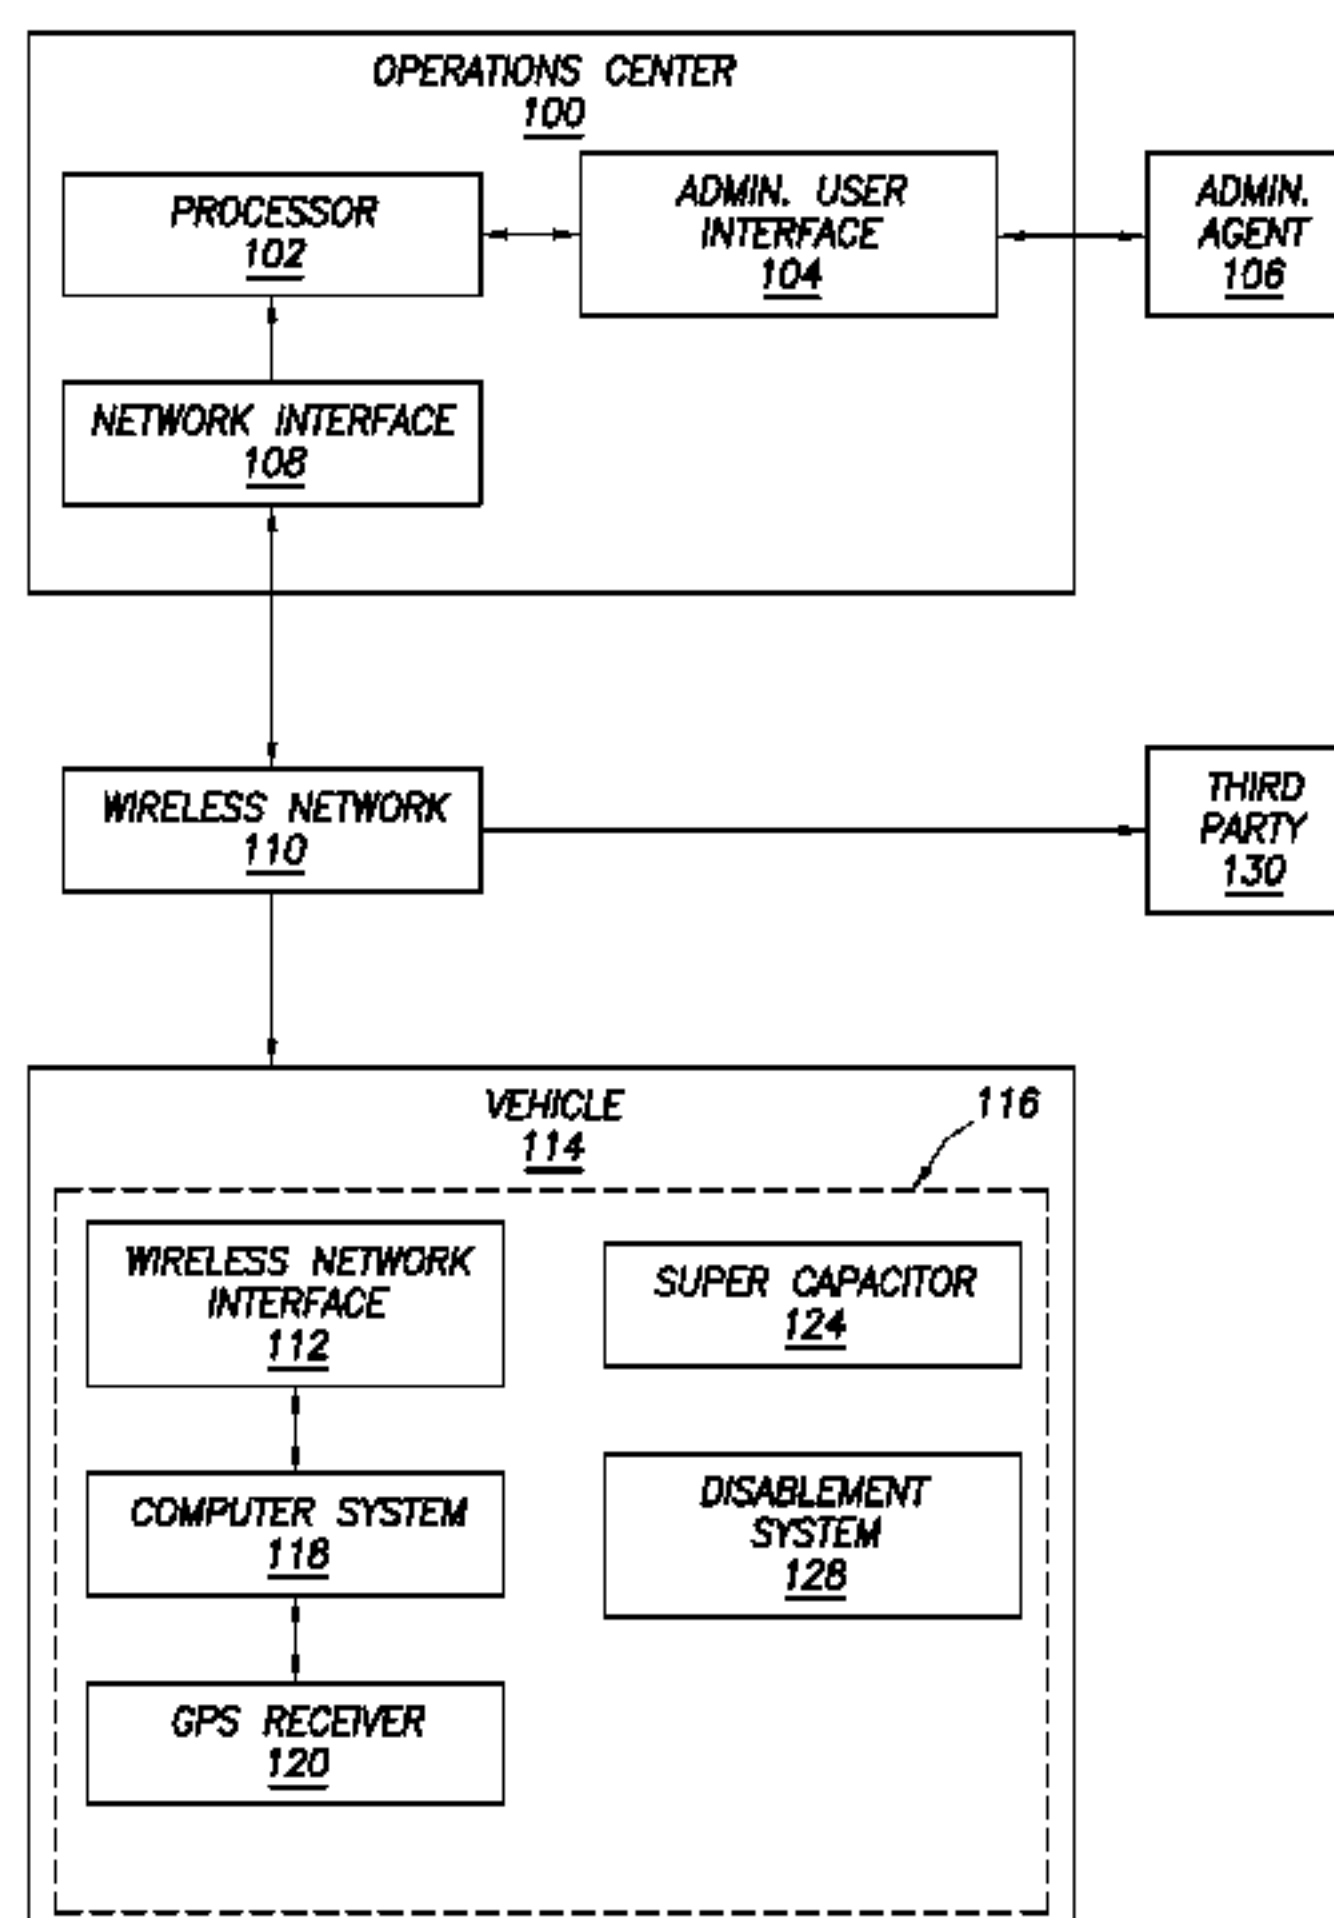 OPERATIONS CENTER
100
PROCESSOR
102
ADMIN. USER
INTERFACE
104
ADMIN.
AGENT
106
NETWORK INTERFACE
108
WIRELESS NETWORK
110
THIRD
PARTY
130
VEHICLE
114
116
WIRELESS NETWORK
INTERFACE
112
SUPER CAPACITOR
124
COMPUTER SYSTEM
118
DISABLEMENT
SYSTEM
128
GPS RECEIVER
120